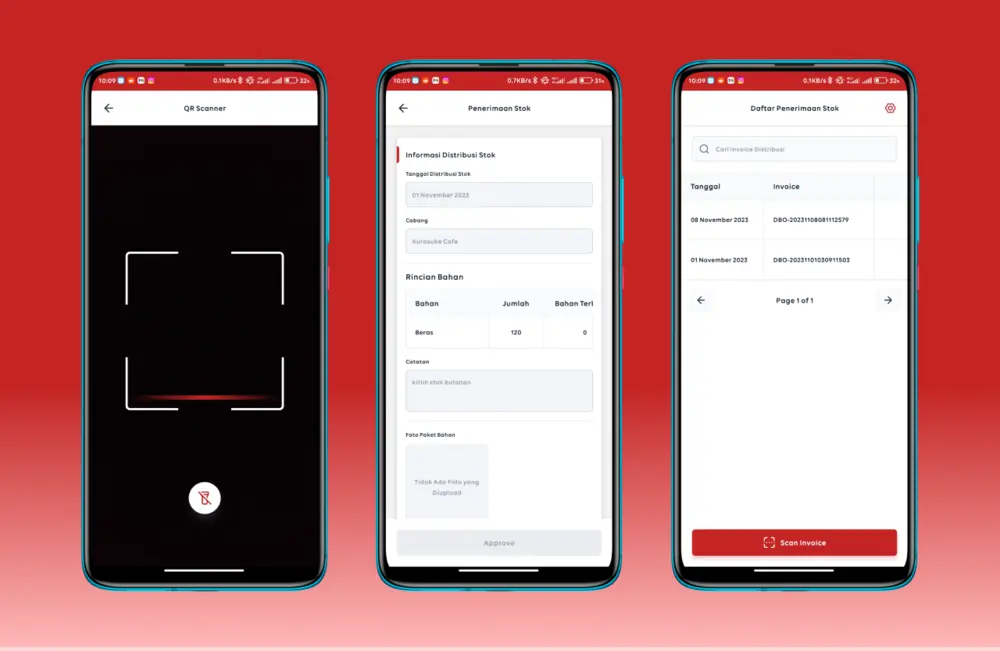 10:09
0.1KB/s
32%
QR Scanner
10:09
0.7KB/s
31%
Penerimaan Stok
Informasi Distribusi Stok
Tanggal Distribusi Stok
01 November 2023
Cabang
Kurosuke Cafe
Rincian Bahan
Bahan Jumlah Bahan Teri
Beras 120 0
Catatan
kirim stok bulanan
Foto Paket Bahan
Tidak Ada Foto yang
Diupload
Approve
10:09
0.1KB/s
32%
Daftar Penerimaan Stok
Cari Invoice Distribusi
Tanggal Invoice
08 November 2023 DBO-20231108081112579
01 November 2023 DBO-20231101030911503
Page 1 of 1
Scan Invoice